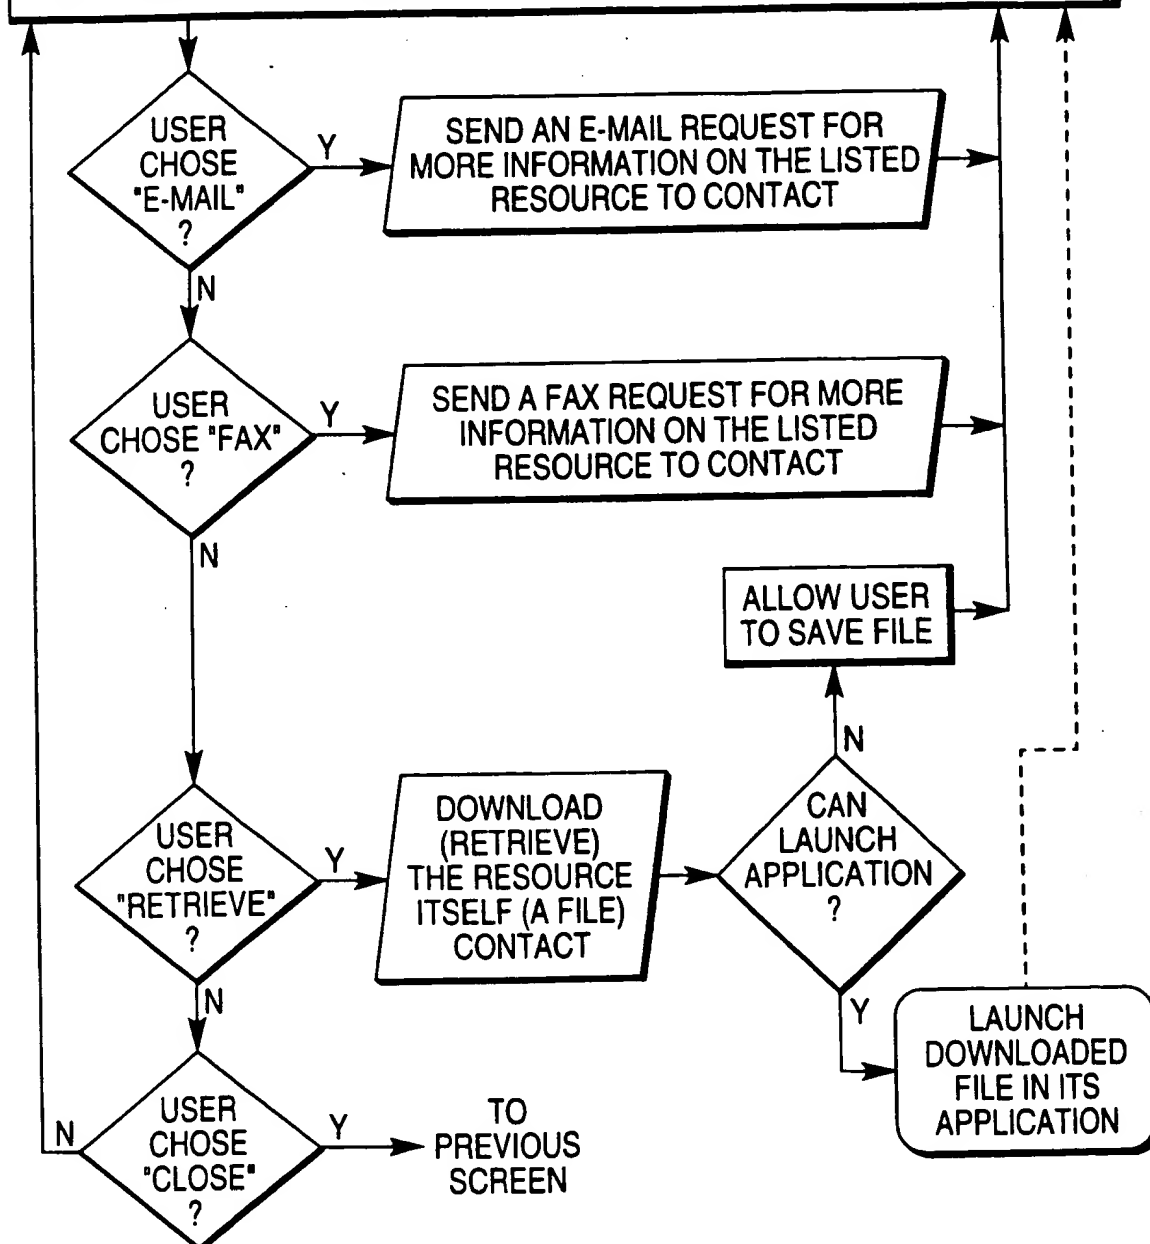 USER
CHOSE
"E-MAIL"
?
Y
SEND AN E-MAIL REQUEST FOR
MORE INFORMATION ON THE LISTED
RESOURCE TO CONTACT
N
USER
CHOSE "FAX"
?
Y
SEND A FAX REQUEST FOR MORE
INFORMATION ON THE LISTED
RESOURCE TO CONTACT
N
ALLOW USER
TO SAVE FILE
N
USER
CHOSE
"RETRIEVE"
?
Y
DOWNLOAD
(RETRIEVE)
THE RESOURCE
ITSELF (A FILE)
CONTACT
CAN
LAUNCH
APPLICATION
?
N
Y
LAUNCH
DOWNLOADED
FILE IN ITS
APPLICATION
USER
CHOSE
"CLOSE"
?
N
Y
TO
PREVIOUS
SCREEN